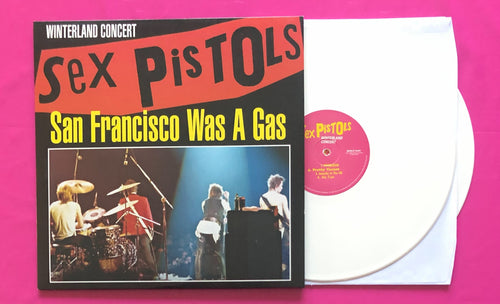 WINTERLAND CONCERT
Sex PisTOLs
San Francisco Was A Gas
Sex PisTOLs
WINTERLAND
CONCERT